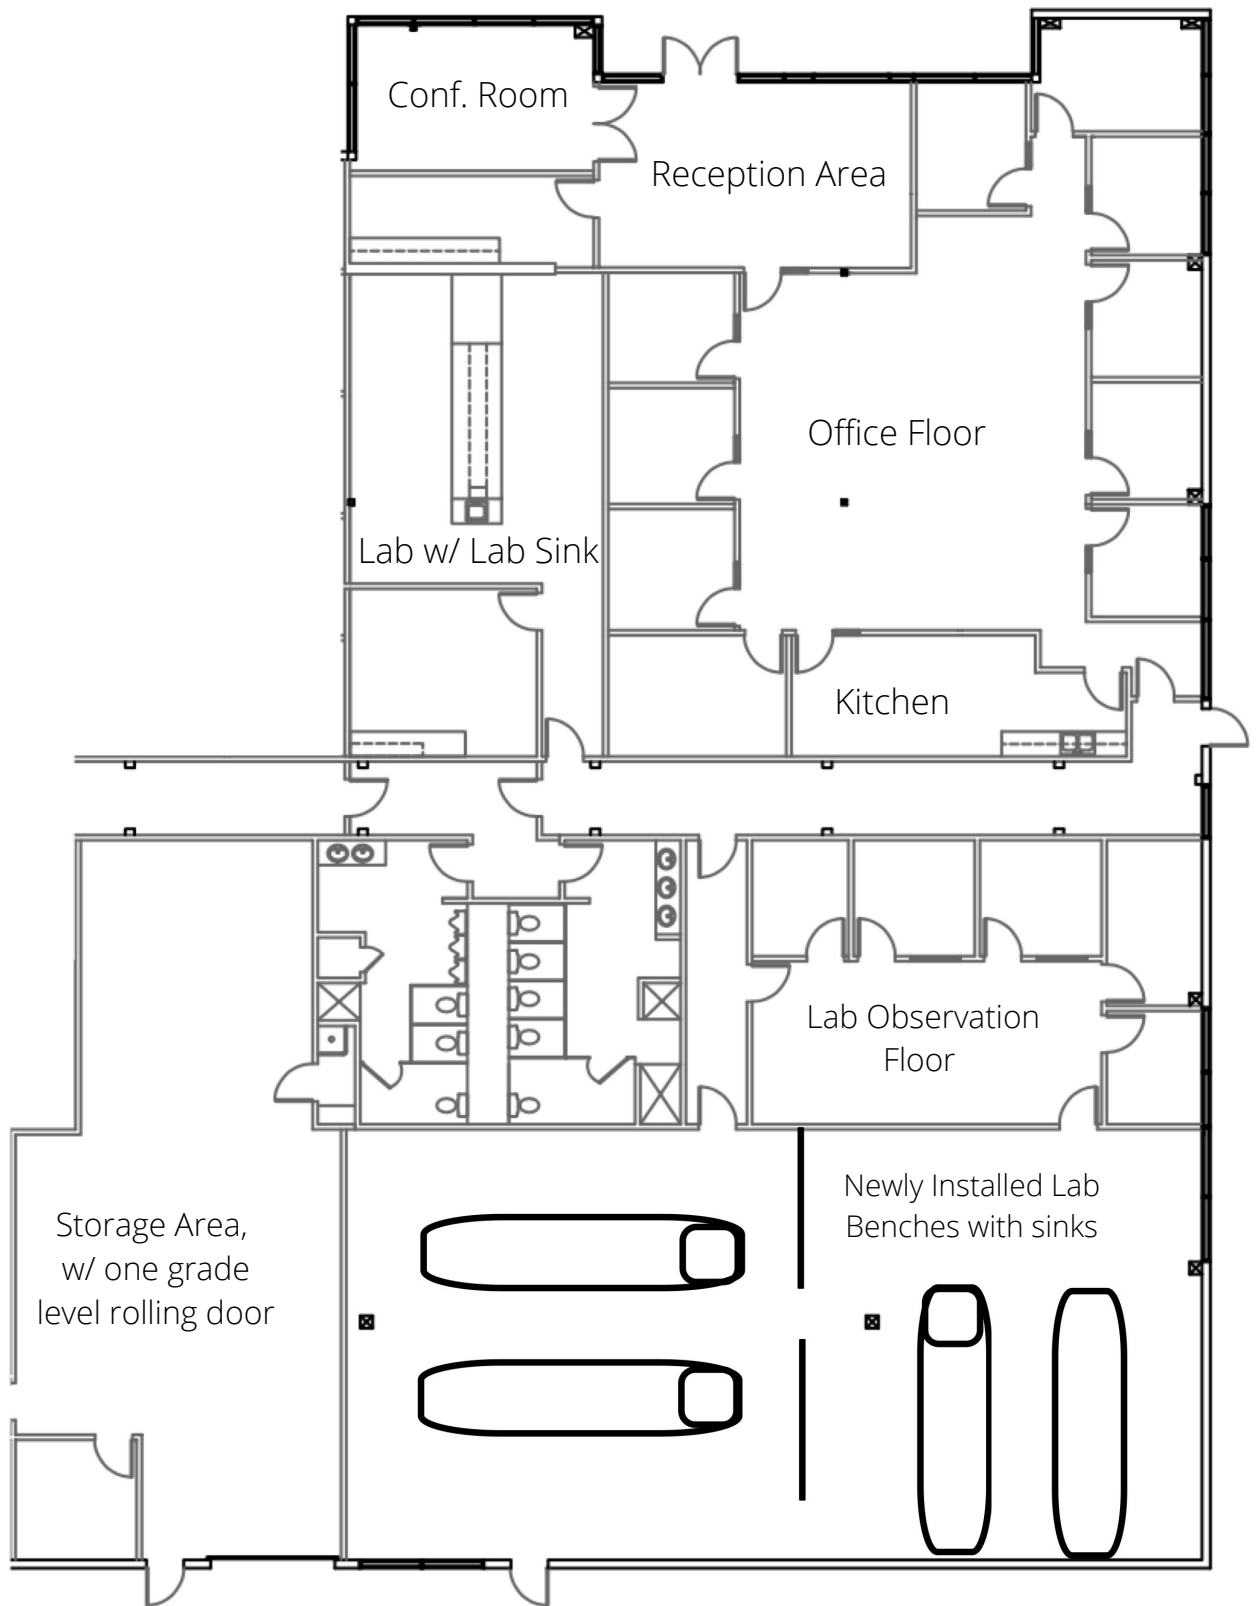 Conf. Room
Reception Area
Office Floor
Lab w/ Lab Sink
Kitchen
Lab Observation
Floor
Newly Installed Lab
Benches with sinks
Storage Area,
w/ one grade
level rolling door